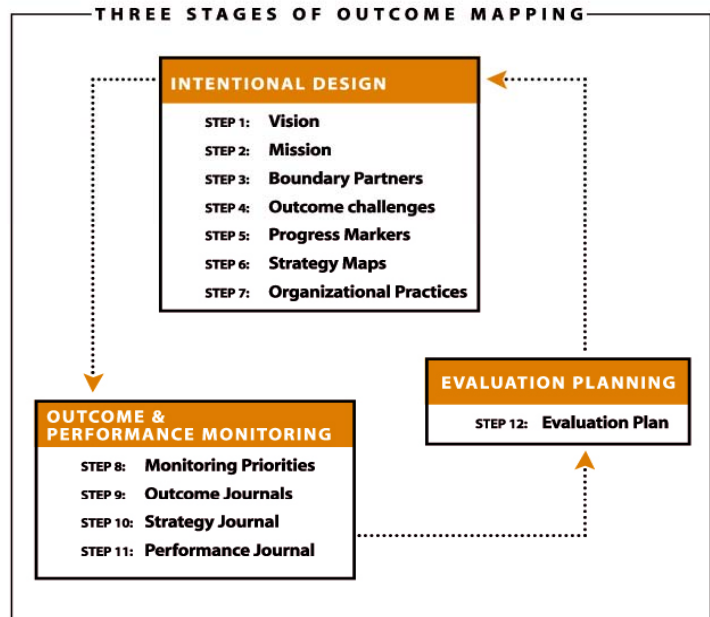 THREE STAGES OF OUTCOME MAPPING
INTENTIONAL DESIGN
STEP 1: Vision
STEP 2: Mission
STEP 3: Boundary Partners
STEP 4: Outcome challenges
STEP 5: Progress Markers
STEP 6: Strategy Maps
STEP 7: Organizational Practices
OUTCOME &
PERFORMANCE MONITORING
STEP 8: Monitoring Priorities
STEP 9: Outcome Journals
STEP 10: Strategy Journal
STEP 11: Performance Journal
EVALUATION PLANNING
STEP 12: Evaluation Plan